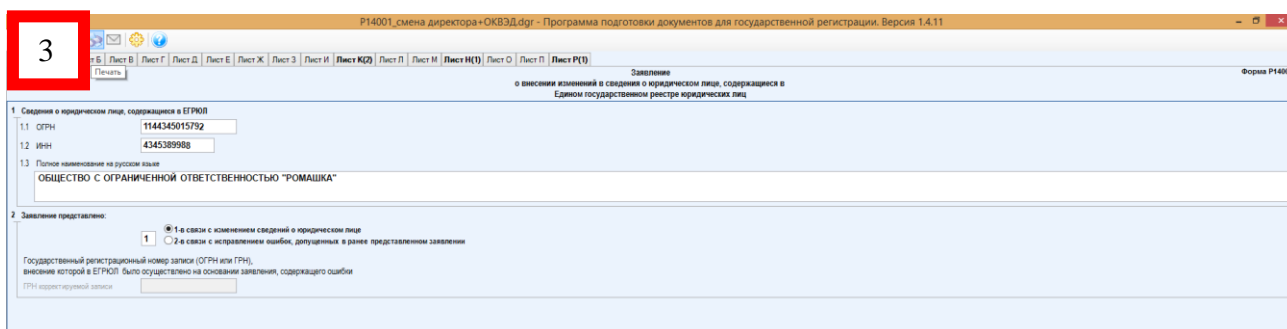 Р14001_смена директора+ОКВЭД.dgr - Программа подготовки документов для государственной регистрации. Версия 1.4.11
3
Лист В Лист Г Лист Д Лист Е Лист Ж Лист З Лист И Лист К(2) Лист Л Лист М Лист Н(1) Лист О Лист П Лист Р(1)
Печать
Заявление
Форма Р1400
о внесении изменений в сведения о юридическом лице, содержащиеся в
Едином государственном реестре юридических лиц
1 Сведения о юридическом лице, содержащиеся в ЕГРЮЛ
1.1 ОГРН 1144345015792
1.2 ИНН 4345389988
1.3 Полное наименование на русском языке
ОБЩЕСТВО С ОГРАНИЧЕННОЙ ОТВЕТСТВЕННОСТЬЮ "РОМАШКА"
2 Заявление представлено:
1 1-в связи с изменением сведений о юридическом лице
2-в связи с исправлением ошибок, допущенных в ранее представленном заявлении
Государственный регистрационный номер записи (ОГРН или ГРН),
внесение которой в ЕГРЮЛ было осуществлено на основании заявления, содержащего ошибки
ГРН корректируемой записи